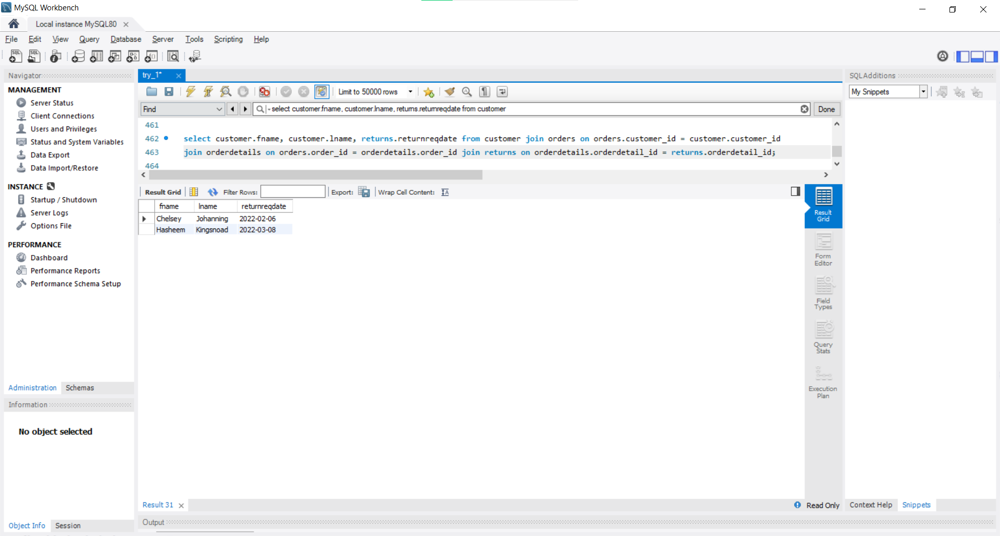 MySQL Workbench
Local instance MySQL80
File Edit View Query Database Server Tools Scripting Help
Navigator
MANAGEMENT
Server Status
Client Connections
Users and Privileges
Status and System Variables
Data Export
Data Import/Restore
INSTANCE
Startup / Shutdown
Server Logs
Options File
PERFORMANCE
Dashboard
Performance Reports
Performance Schema Setup
Administration Schemas
Information
No object selected
Object Info Session
try_1*
Limit to 50000 rows
Find
select customer.fname, customer.lname, returns.returnreqdate from customer
Done
461
462 select customer.fname, customer.lname, returns.returnreqdate from customer join orders on orders.customer_id = customer.customer_id
463 join orderdetails on orders.order_id = orderdetails.order_id join returns on orderdetails.orderdetail_id = returns.orderdetail_id;
464
Result Grid Filter Rows: Export: Wrap Cell Content:
fname lname returnreqdate
Chelsey Johanning 2022-02-06
Hasheem Kingsnoad 2022-03-08
Result
Grid
Form
Editor
Field
Types
Query
Stats
Execution
Plan
Result 31
Read Only
Output
SQLAdditions
My Snippets
Context Help Snippets